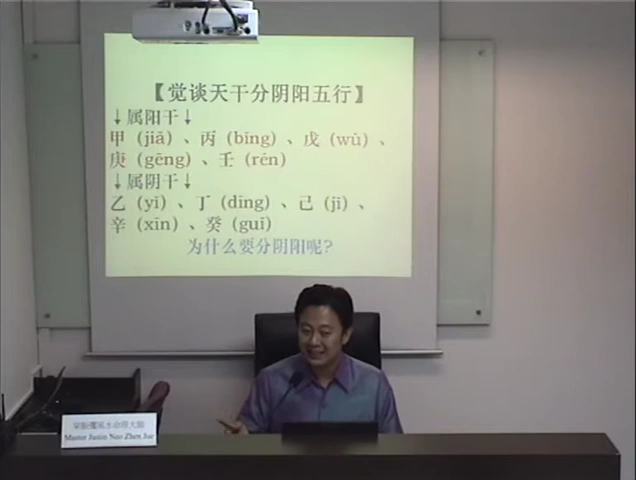 【觉谈天干分阴阳五行】
↓属阳干↓
甲（jiǎ）、丙（bǐng）、戊（wù）、
庚（gēng）、壬（rén）
↓属阴干↓
乙（yǐ）、丁（dīng）、己（jǐ）、
辛（xīn）、癸（guǐ）
为什么要分阴阳呢?
Master Justin Neo Zhen Jue